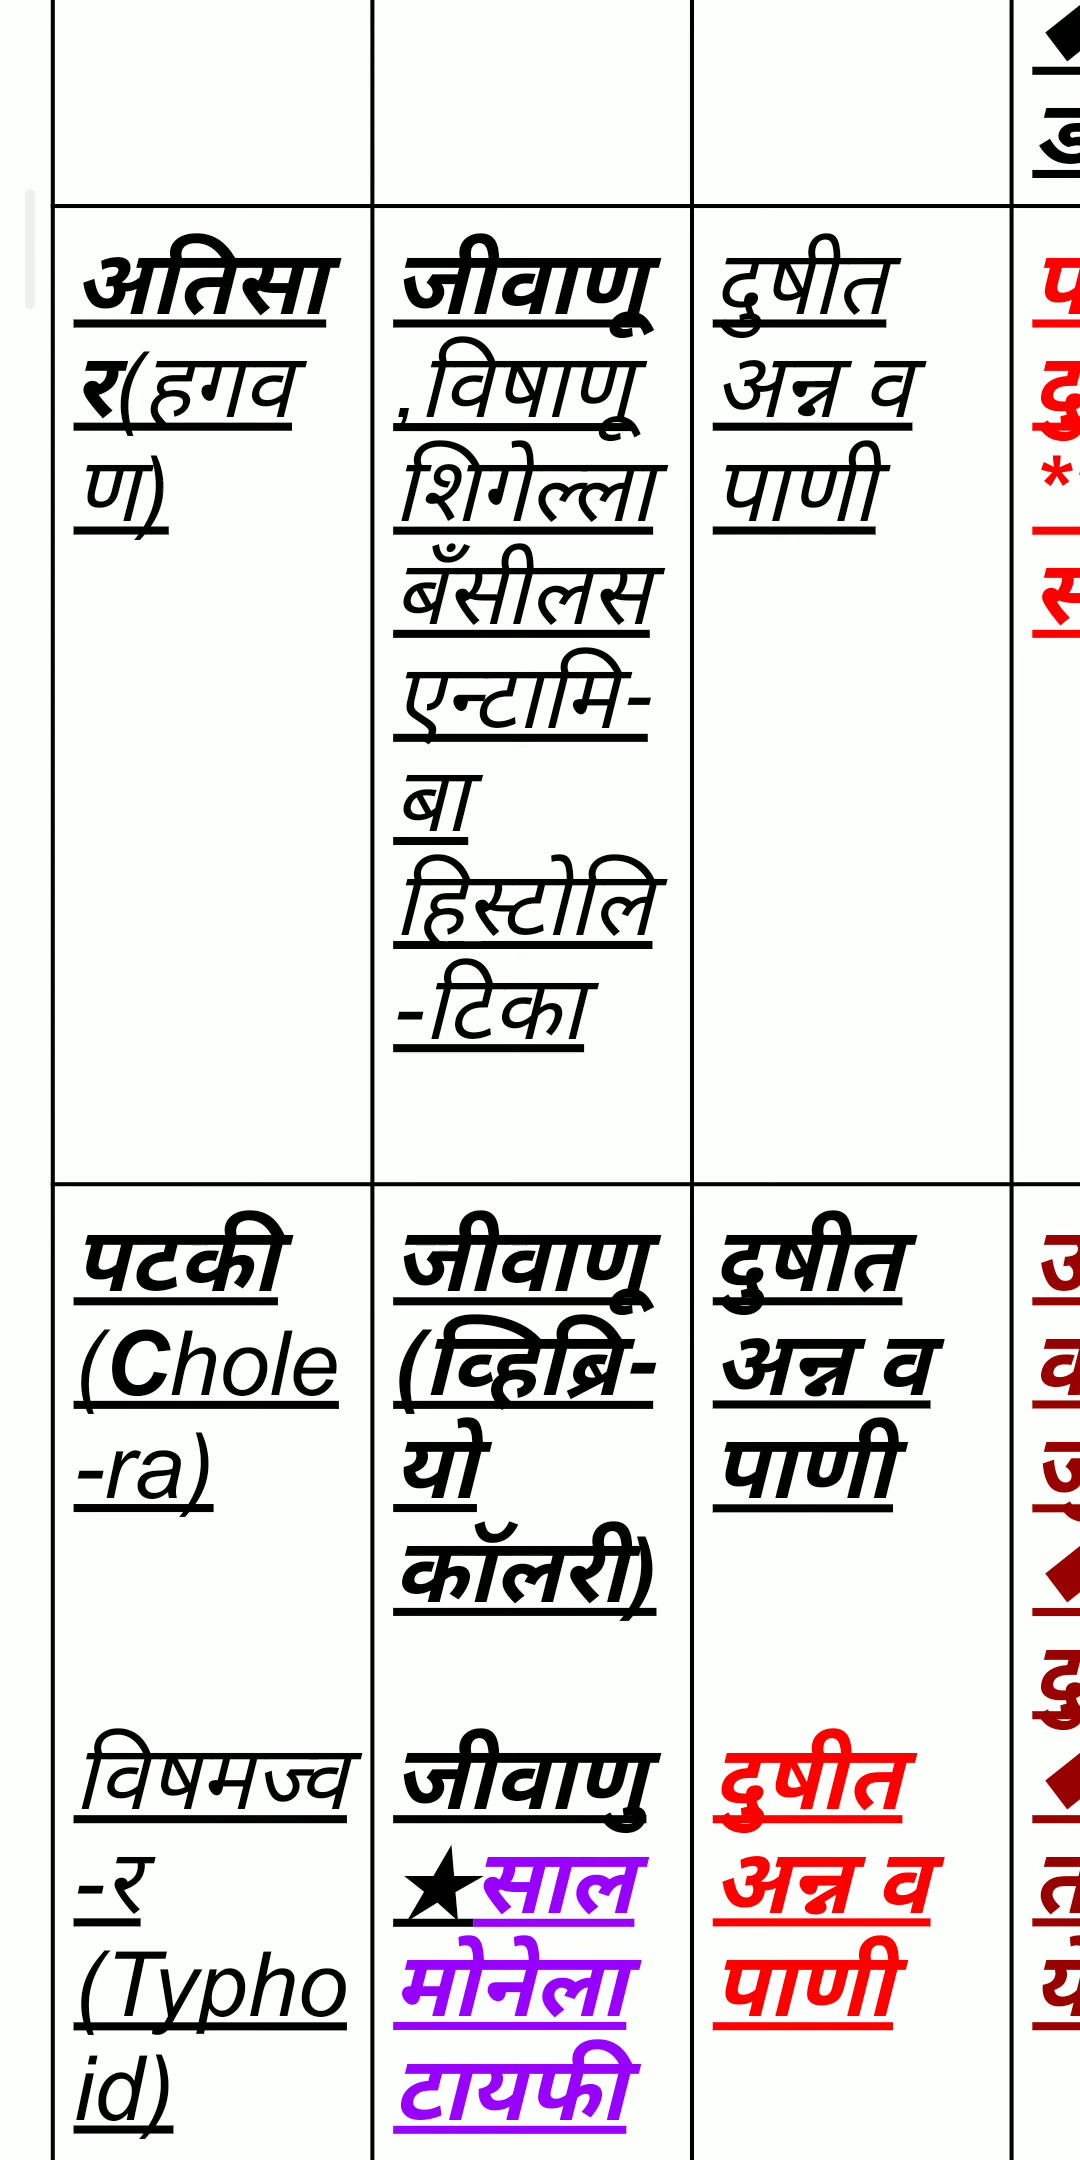 अतिसा
र(हगव
ण)
जीवाणू
,विषाणू
शिगेल्ला
बँसीलस
एन्टामि-
बा
हिस्टोलि
-टिका
दुषीत
अन्न व
पाणी
पटकी
(Chole
-ra)
जीवाणू
(व्हिब्रि-
यो
कॉलरी)
दुषीत
अन्न व
पाणी
विषमज्व
-र
(Typho
id)
जीवाणु
★साल
मोनेला
टायफी
दुषीत
अन्न व
पाणी